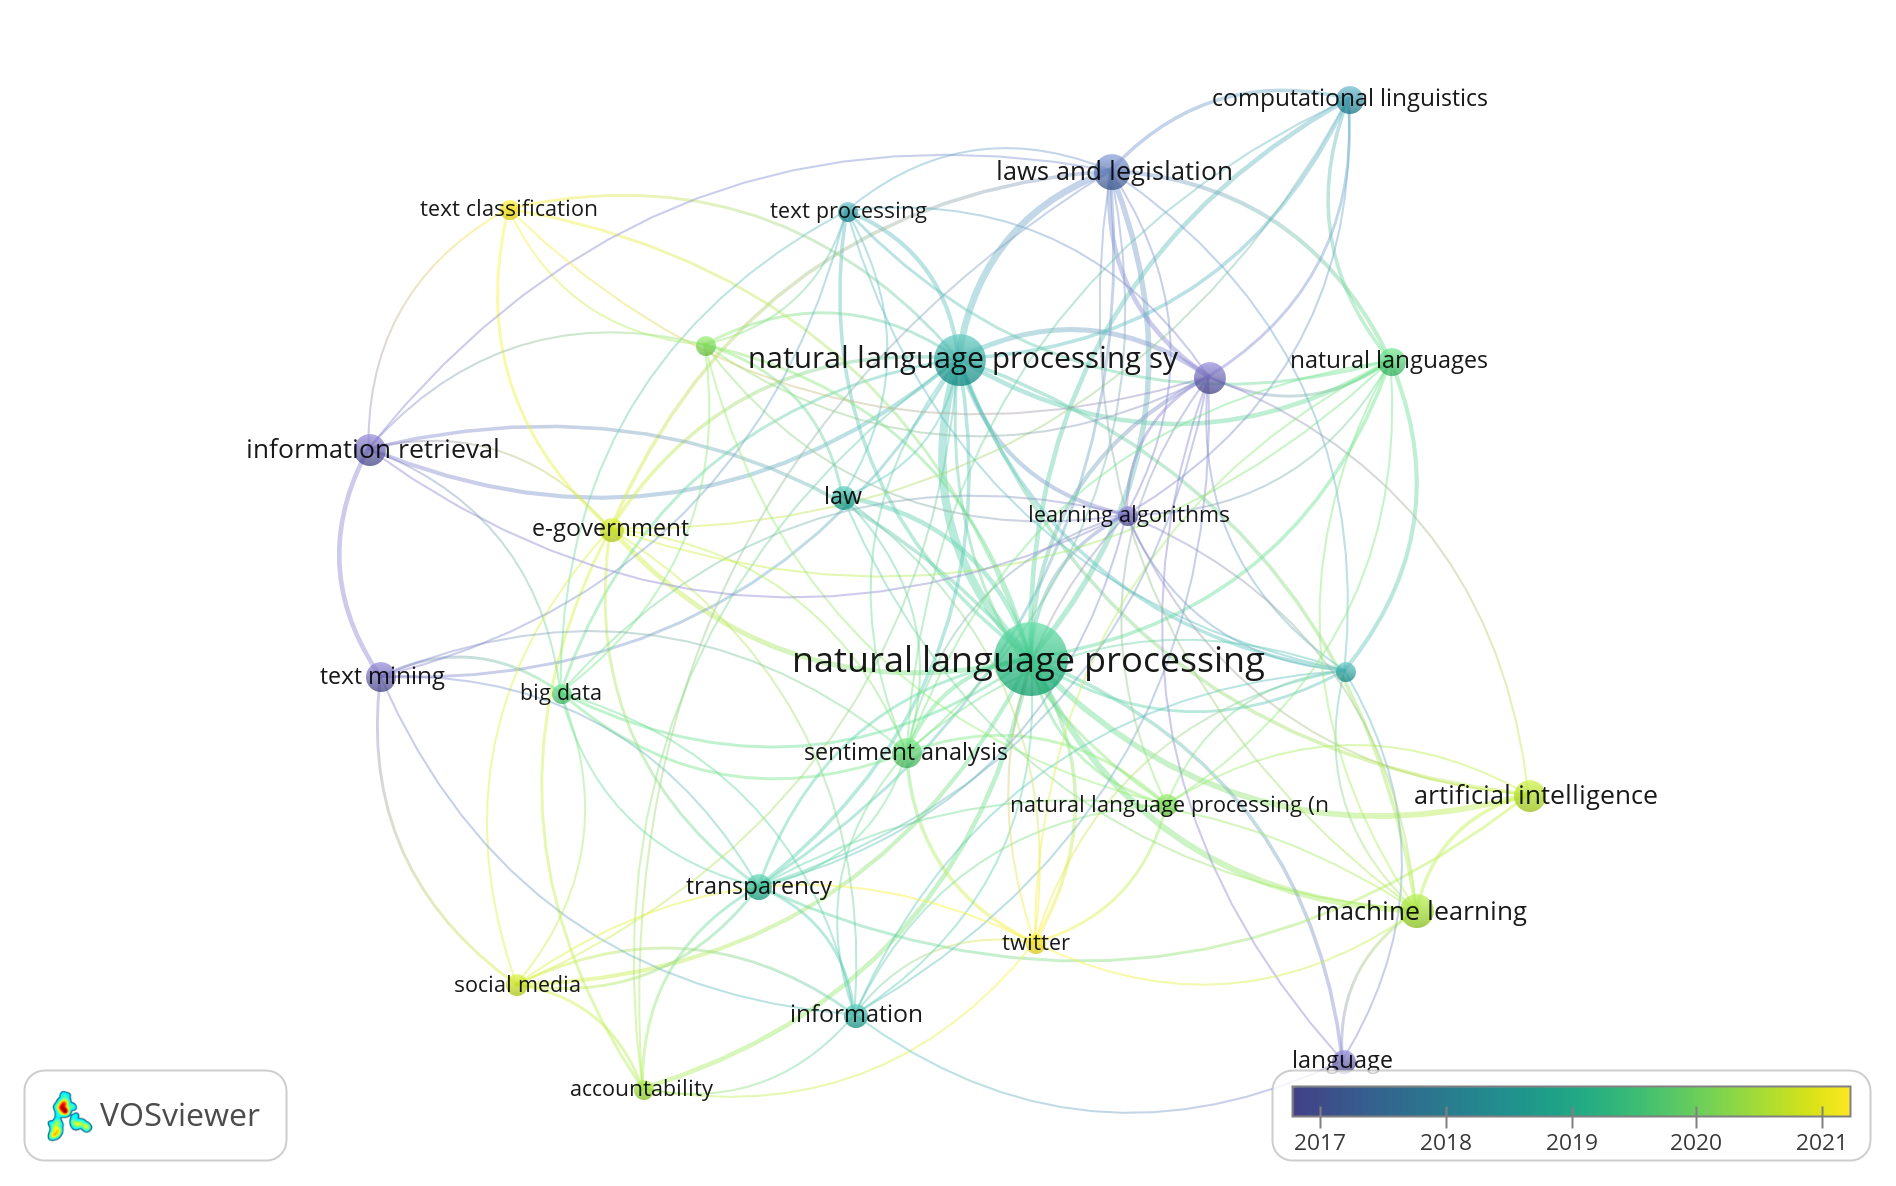 computational linguistics
laws and legislation
text classification
text processing
natural language processing sy
natural languages
information retrieval
law
learning algorithms
e-government
natural language processing
text mining
big data
sentiment analysis
natural language processing (n
artificial intelligence
transparency
machine learning
twitter
social media
information
language
accountability
VOSviewer
2017 2018 2019 2020 2021